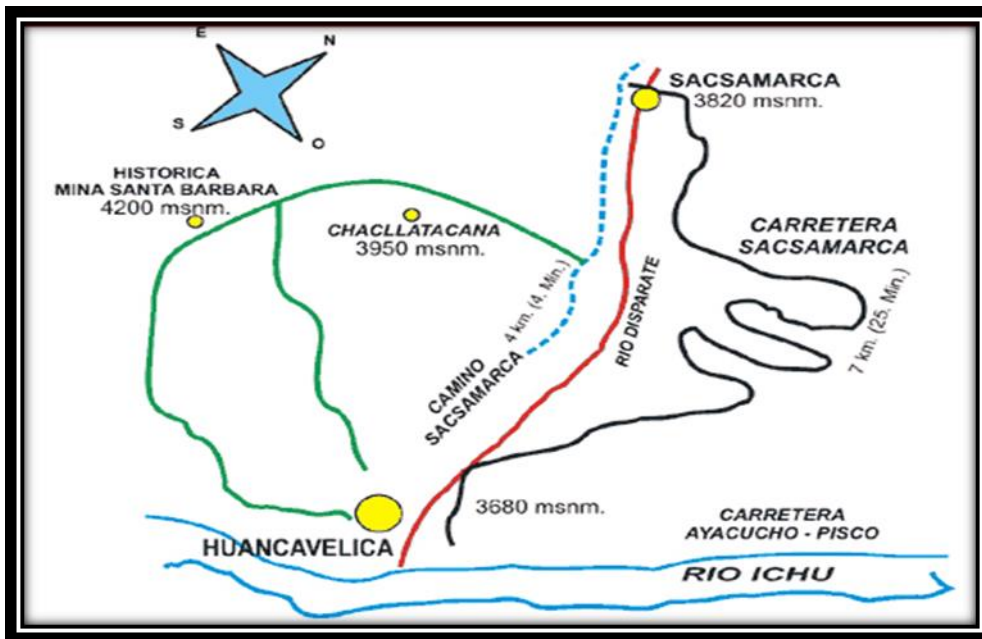 E
N
S
O
SACSAMARCA
3820 msnm.
HISTORICA
MINA SANTA BARBARA
4200 msnm.
CHACLLATACANA
3950 msnm.
CARRETERA
SACSAMARCA
4 km. (4. Min.)
RIO DISPARATE
7 km. (25. Min.)
CAMINO
SACSAMARCA
3680 msnm.
CARRETERA
AYACUCHO - PISCO
HUANCAVELICA
RIO ICHU